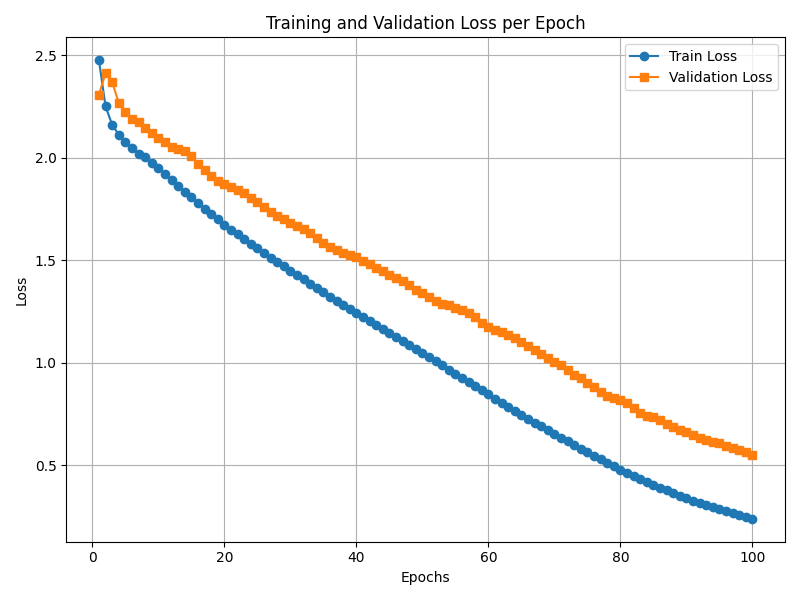 Training and Validation Loss per Epoch
Train Loss
Validation Loss
2.5
2.0
1.5
1.0
0.5
Loss
0 20 40 60 80 100
Epochs